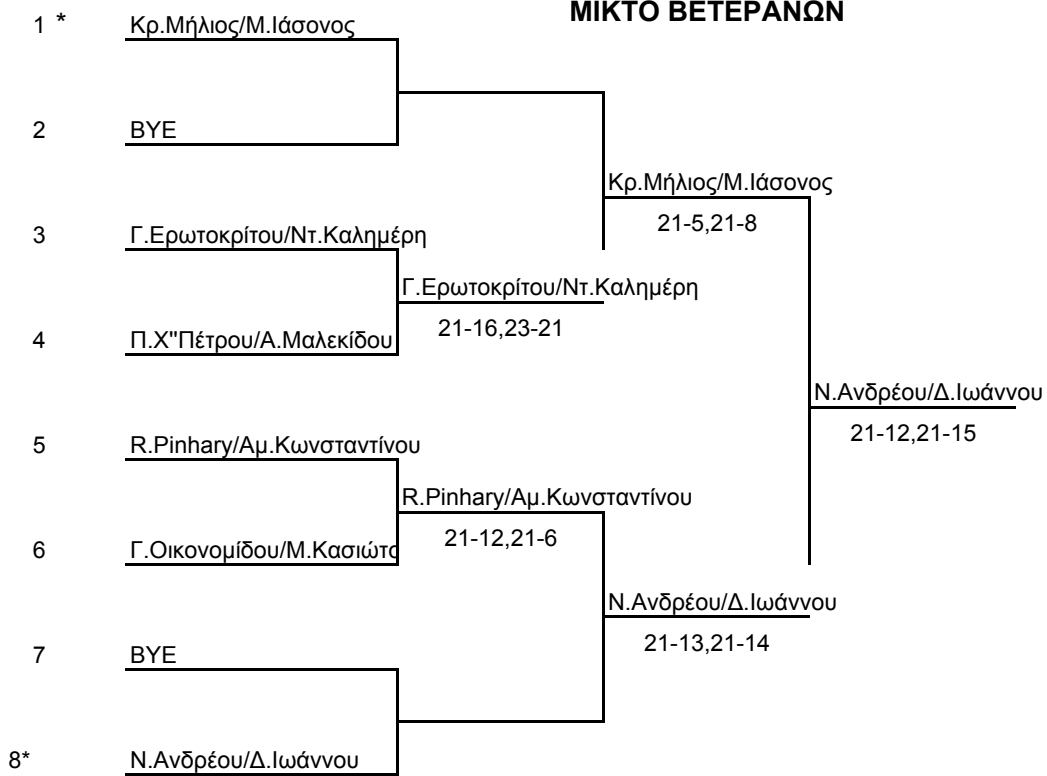 ΜΙΚΤΟ ΒΕΤΕΡΑΝΩΝ
1 * Κρ.Μήλιος/Μ.Ιάσονος
2 BYE
Κρ.Μήλιος/Μ.Ιάσονος
21-5,21-8
3 Γ.Ερωτοκρίτου/Ντ.Καλημέρη
Γ.Ερωτοκρίτου/Ντ.Καλημέρη
21-16,23-21
4 Π.Χ"Πέτρου/Α.Μαλεκίδου
Ν.Ανδρέου/Δ.Ιωάννου
21-12,21-15
5 R.Pinhary/Αμ.Κωνσταντίνου
R.Pinhary/Αμ.Κωνσταντίνου
21-12,21-6
6 Γ.Οικονομίδου/Μ.Κασιώτο
Ν.Ανδρέου/Δ.Ιωάννου
21-13,21-14
7 BYE
8* Ν.Ανδρέου/Δ.Ιωάννου